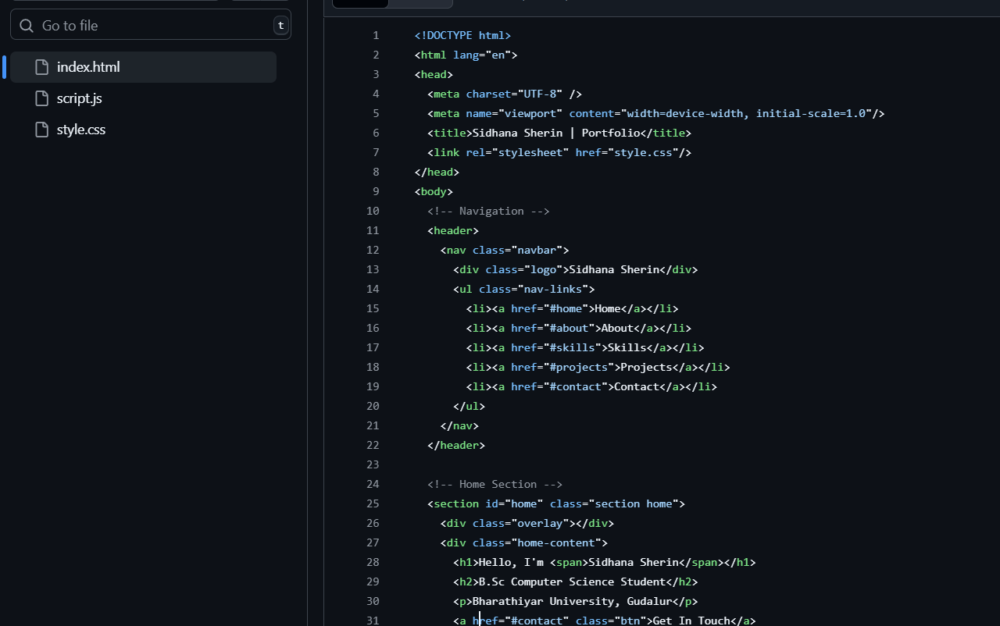 Go to file t
index.html
script.js
style.css
1 <!DOCTYPE html>
2 <html lang="en">
3 <head>
4 <meta charset="UTF-8" />
5 <meta name="viewport" content="width=device-width, initial-scale=1.0"/>
6 <title>Sidhana Sherin | Portfolio</title>
7 <link rel="stylesheet" href="style.css"/>
8 </head>
9 <body>
10 <!-- Navigation -->
11 <header>
12 <nav class="navbar">
13 <div class="logo">Sidhana Sherin</div>
14 <ul class="nav-links">
15 <li><a href="#home">Home</a></li>
16 <li><a href="#about">About</a></li>
17 <li><a href="#skills">Skills</a></li>
18 <li><a href="#projects">Projects</a></li>
19 <li><a href="#contact">Contact</a></li>
20 </ul>
21 </nav>
22 </header>
23
24 <!-- Home Section -->
25 <section id="home" class="section home">
26 <div class="overlay"></div>
27 <div class="home-content">
28 <h1>Hello, I'm <span>Sidhana Sherin</span></h1>
29 <h2>B.Sc Computer Science Student</h2>
30 <p>Bharathiyar University, Gudalur</p>
31 <a href="#contact" class="btn">Get In Touch</a>